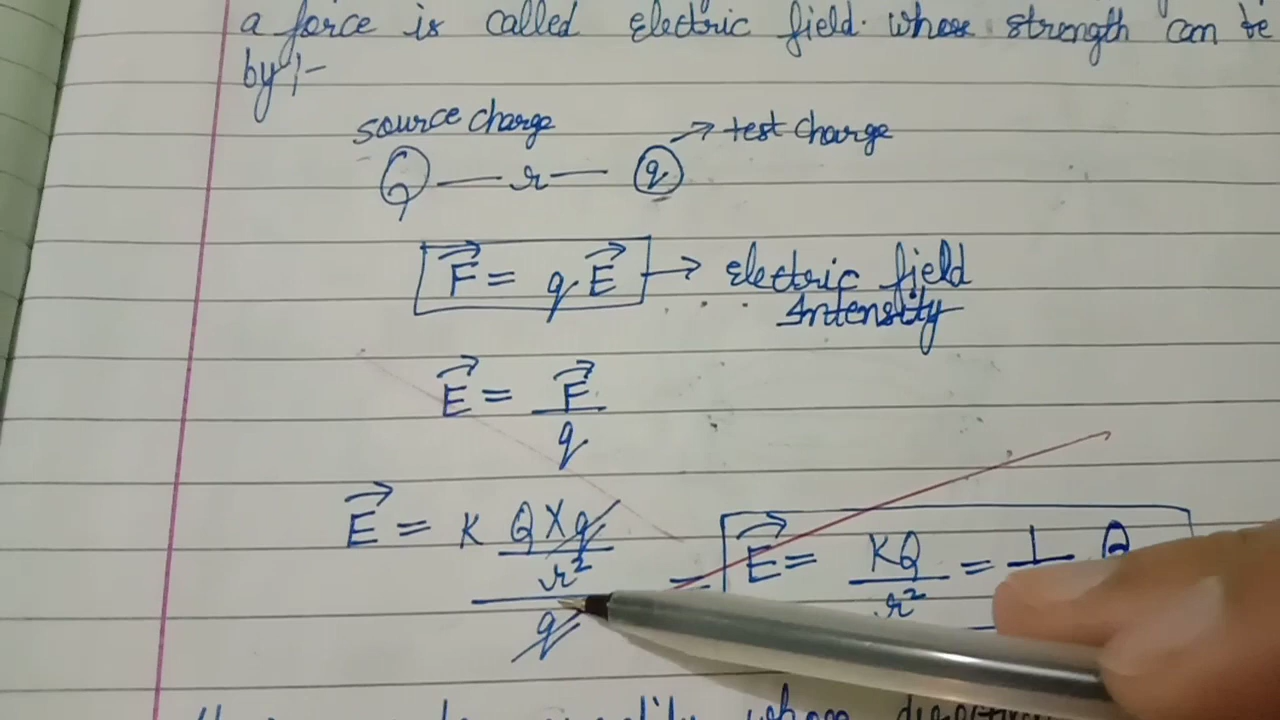 a force is called electric field. whose strength can be
by :-
source charge → test charge
Q — r — q
F⃗ = qE⃗ → electric field
Intensity
E⃗ = F⃗/q
E⃗ = K Q×q/r² / q = E⃗ = KQ/r² = 1 Q